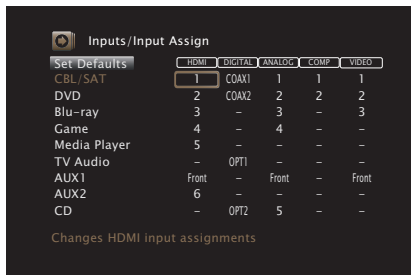 Inputs/Input Assign
Set Defaults HDMI DIGITAL ANALOG COMP VIDEO
CBL/SAT 1 COAX1 1 1 1
DVD 2 COAX2 2 2 2
Blu-ray 3 – 3 – 3
Game 4 – 4 – –
Media Player 5 – – – –
TV Audio – OPT1 – – –
AUX1 Front – Front – Front
AUX2 6 – – – –
CD – OPT2 5 – –
Changes HDMI input assignments